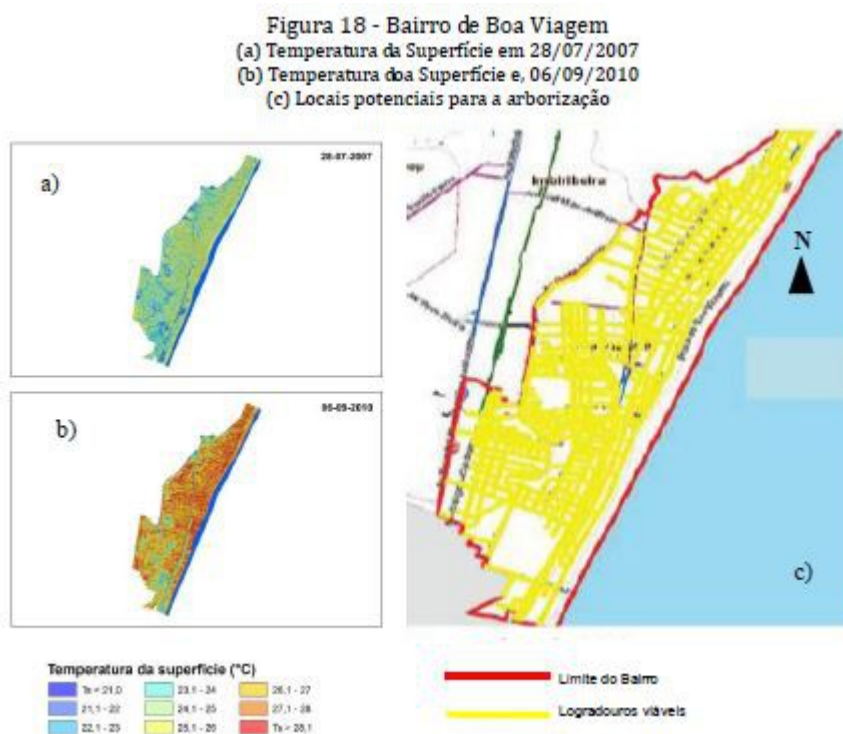 Figura 18 - Bairro de Boa Viagem
(a) Temperatura da Superfície em 28/07/2007
(b) Temperatura doa Superfície e, 06/09/2010
(c) Locais potenciais para a arborização
28-07-2007
a)
06-09-2010
b)
Imbiribeira
N
c)
Temperatura da superfície (°C)
Ts < 21,0
23,1 - 24
26,1 - 27
21,1 - 22
24,1 - 25
27,1 - 28
22,1 - 23
25,1 - 26
Ts > 28,1
Limite do Bairro
Logradouros viáveis